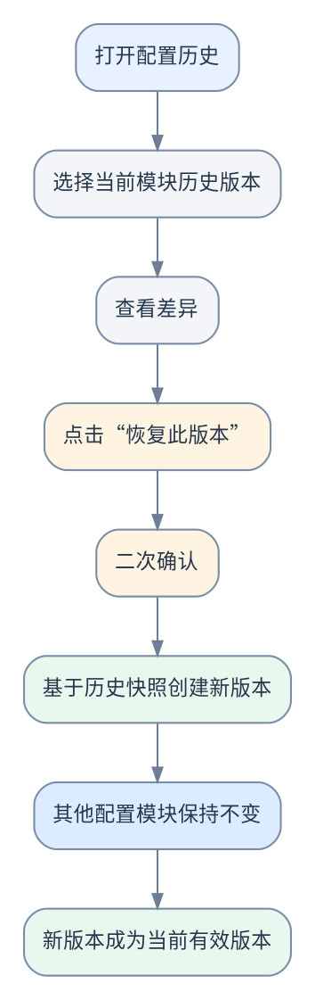 打开配置历史
选择当前模块历史版本
查看差异
点击“恢复此版本”
二次确认
基于历史快照创建新版本
其他配置模块保持不变
新版本成为当前有效版本